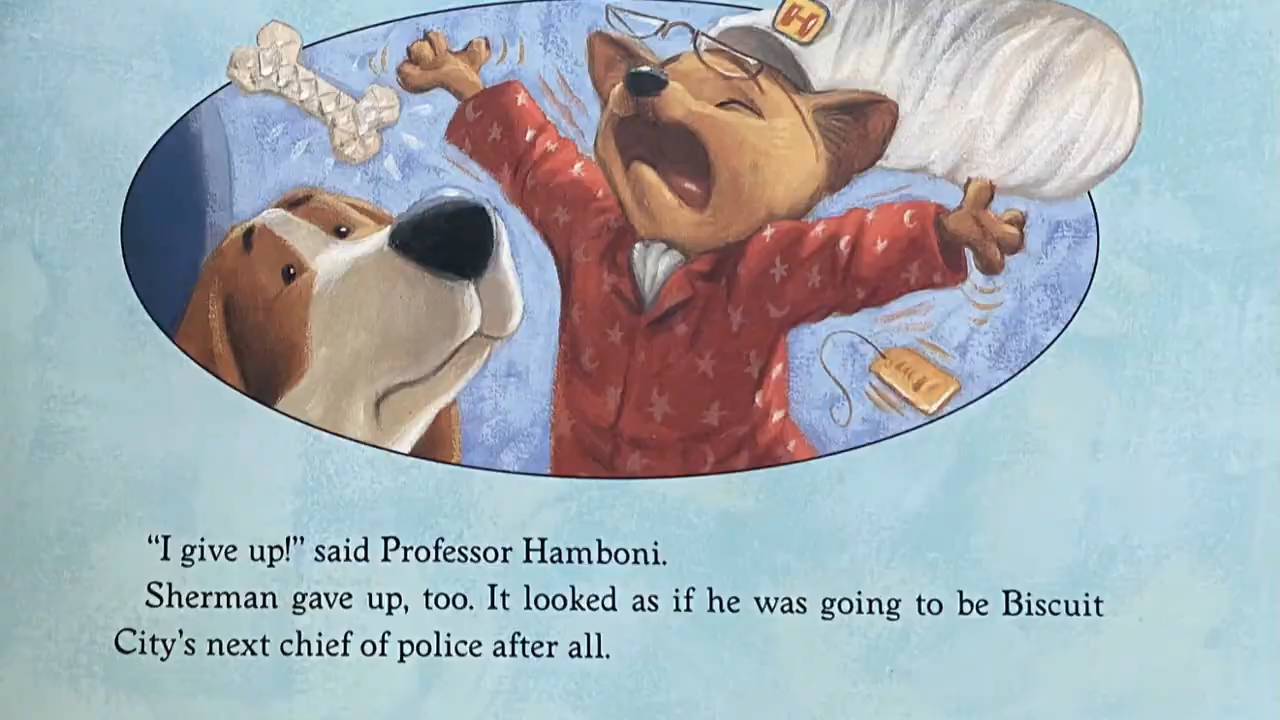 “I give up!” said Professor Hamboni.
Sherman gave up, too. It looked as if he was going to be Biscuit
City’s next chief of police after all.